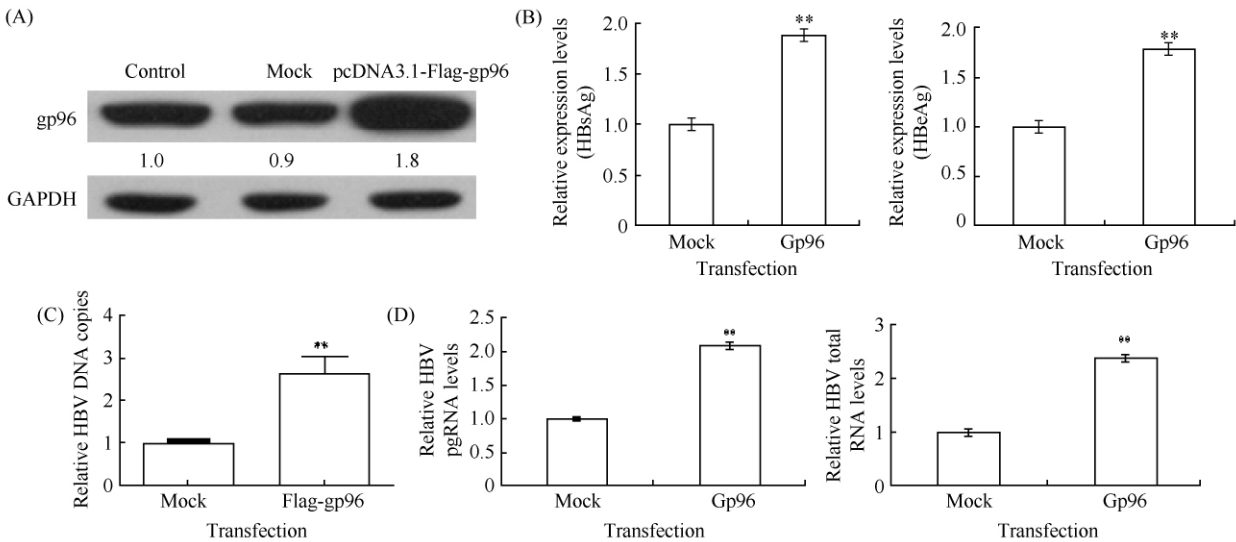 (A)
Control Mock pcDNA3.1-Flag-gp96
gp96
1.0 0.9 1.8
GAPDH
(B)
Relative expression levels
(HBsAg)
2.0
1.5
1.0
0.5
0
**
Mock Gp96
Transfection
Relative expression levels
(HBeAg)
2.0
1.5
1.0
0.5
0
**
Mock Gp96
Transfection
(C)
Relative HBV DNA copies
4
3
2
1
0
**
Mock Flag-gp96
Transfection
(D)
Relative HBV
pgRNA levels
2.5
2.0
1.5
1.0
0.5
0
**
Mock Gp96
Transfection
Relative HBV total
RNA levels
3
2
1
0
**
Mock Gp96
Transfection